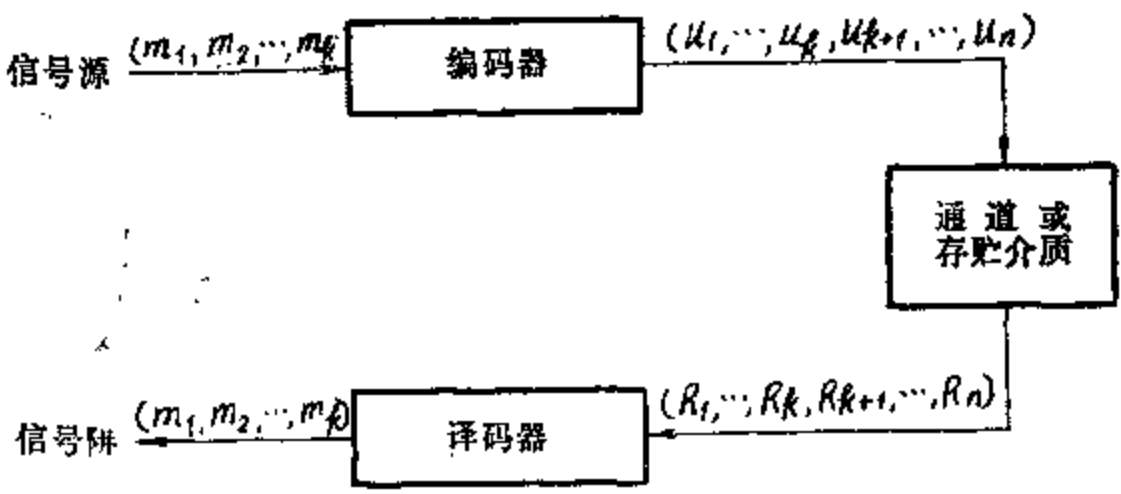 信号源
(m₁, m₂, ⋯, mₖ
编码器
(u₁, ⋯, uₖ, uₖ₊₁, ⋯, uₙ)
通道或
存贮介质
(R₁, ⋯, Rₖ, Rₖ₊₁, ⋯, Rₙ)
译码器
(m₁, m₂, ⋯, mₖ)
信号阱